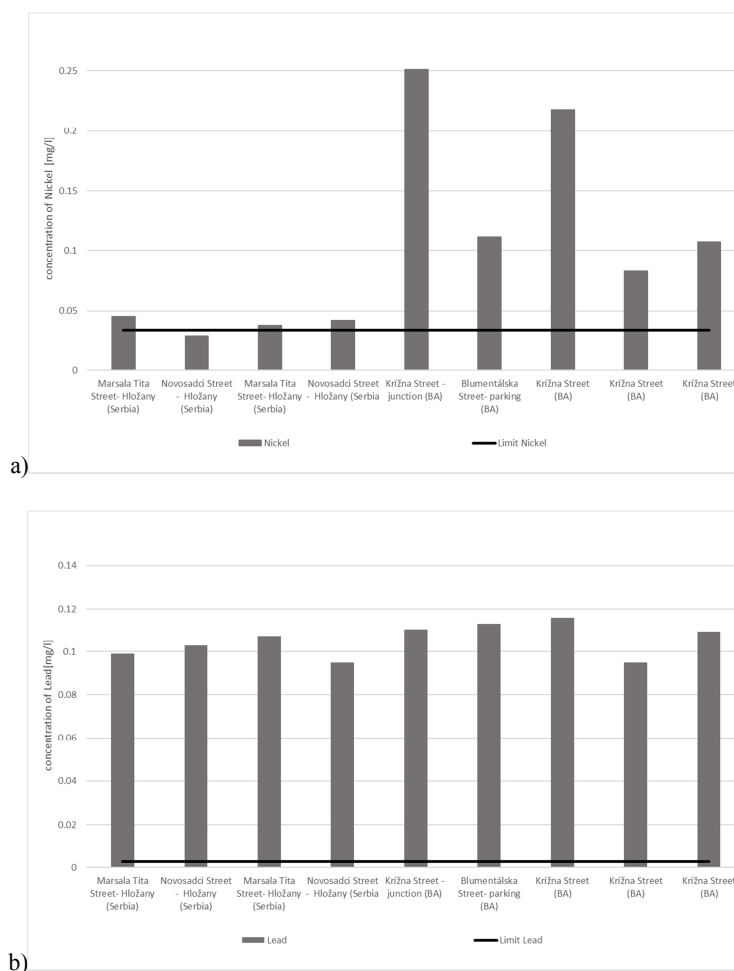 concentration of Nickel [mg/l]
0.25
0.2
0.15
0.1
0.05
0
Marsala Tita
Street- Hložany
(Serbia)
Novosadci Street
- Hložany
(Serbia)
Marsala Tita
Street- Hložany
(Serbia)
Novosadci Street
- Hložany (Serbia
Krížna Street -
junction (BA)
Blumentálska
Street- parking
(BA)
Krížna Street
(BA)
Krížna Street
(BA)
Krížna Street
(BA)
Nickel
Limit Nickel
a)
concentration of Lead[mg/l]
0.14
0.12
0.1
0.08
0.06
0.04
0.02
0
Marsala Tita
Street- Hložany
(Serbia)
Novosadci Street
- Hložany
(Serbia)
Marsala Tita
Street- Hložany
(Serbia)
Novosadci Street
- Hložany (Serbia
Krížna Street -
junction (BA)
Blumentálska
Street- parking
(BA)
Krížna Street
(BA)
Krížna Street
(BA)
Krížna Street
(BA)
Lead
Limit Lead
b)